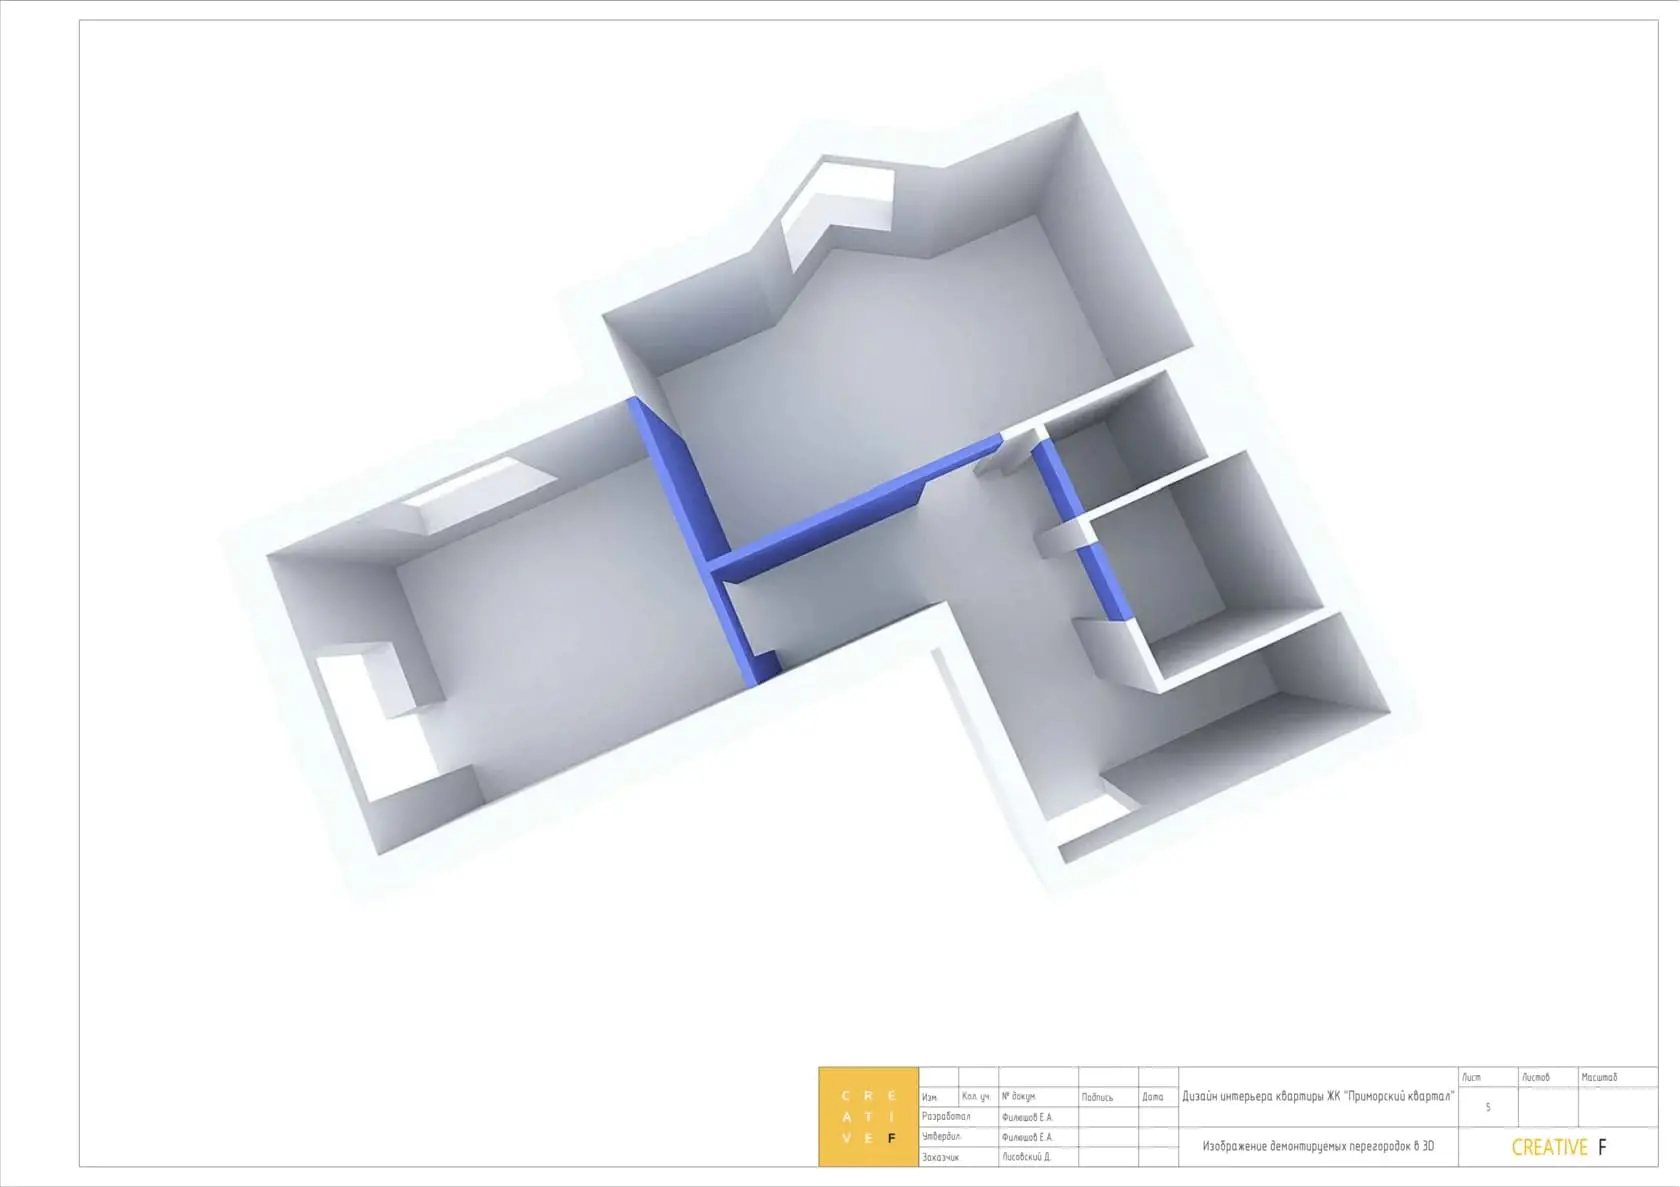 C R E
A T I
V E F
Изм. Кол. уч. № докум. Подпись Дата
Разработал Филюшов Е.А.
Утвердил Филюшов Е.А.
Заказчик Лисовский Д.
Дизайн интерьера квартиры ЖК "Приморский квартал"
Изображение демонтируемых перегородок в 3D
Лист Листов Масштаб
5
CREATIVE F